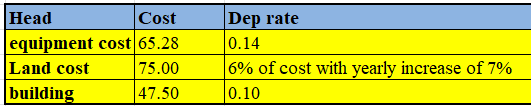 Head Cost Dep rate
equipment cost 65.28 0.14
Land cost 75.00 6% of cost with yearly increase of 7%
building 47.50 0.10